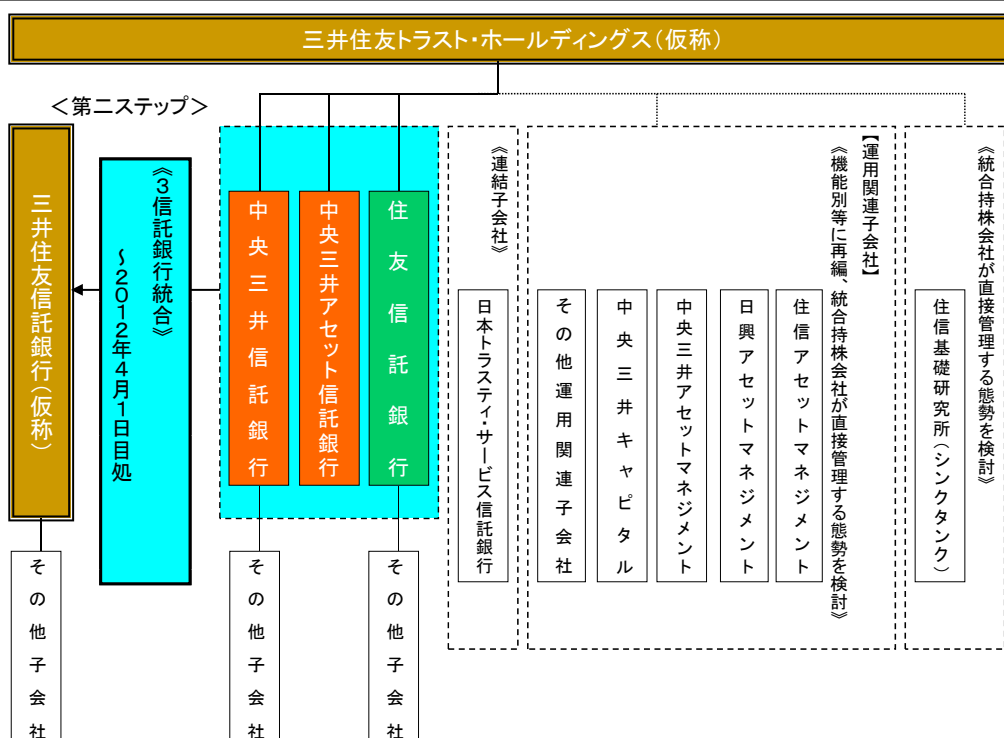 三井住友トラスト・ホールディングス(仮称)
<第二ステップ>
三井住友信託銀行(仮称)
その他子会社
《3信託銀行統合》
~2012年4月1日目処
中央三井信託銀行
その他子会社
中央三井アセット信託銀行
住友信託銀行
その他子会社
《連結子会社》
日本トラスティ・サービス信託銀行
【運用関連子会社】
《機能別等に再編、統合持株会社が直接管理する態勢を検討》
その他運用関連子会社
中央三井キャピタル
中央三井アセットマネジメント
日興アセットマネジメント
住信アセットマネジメント
《統合持株会社が直接管理する態勢を検討》
住信基礎研究所(シンクタンク)